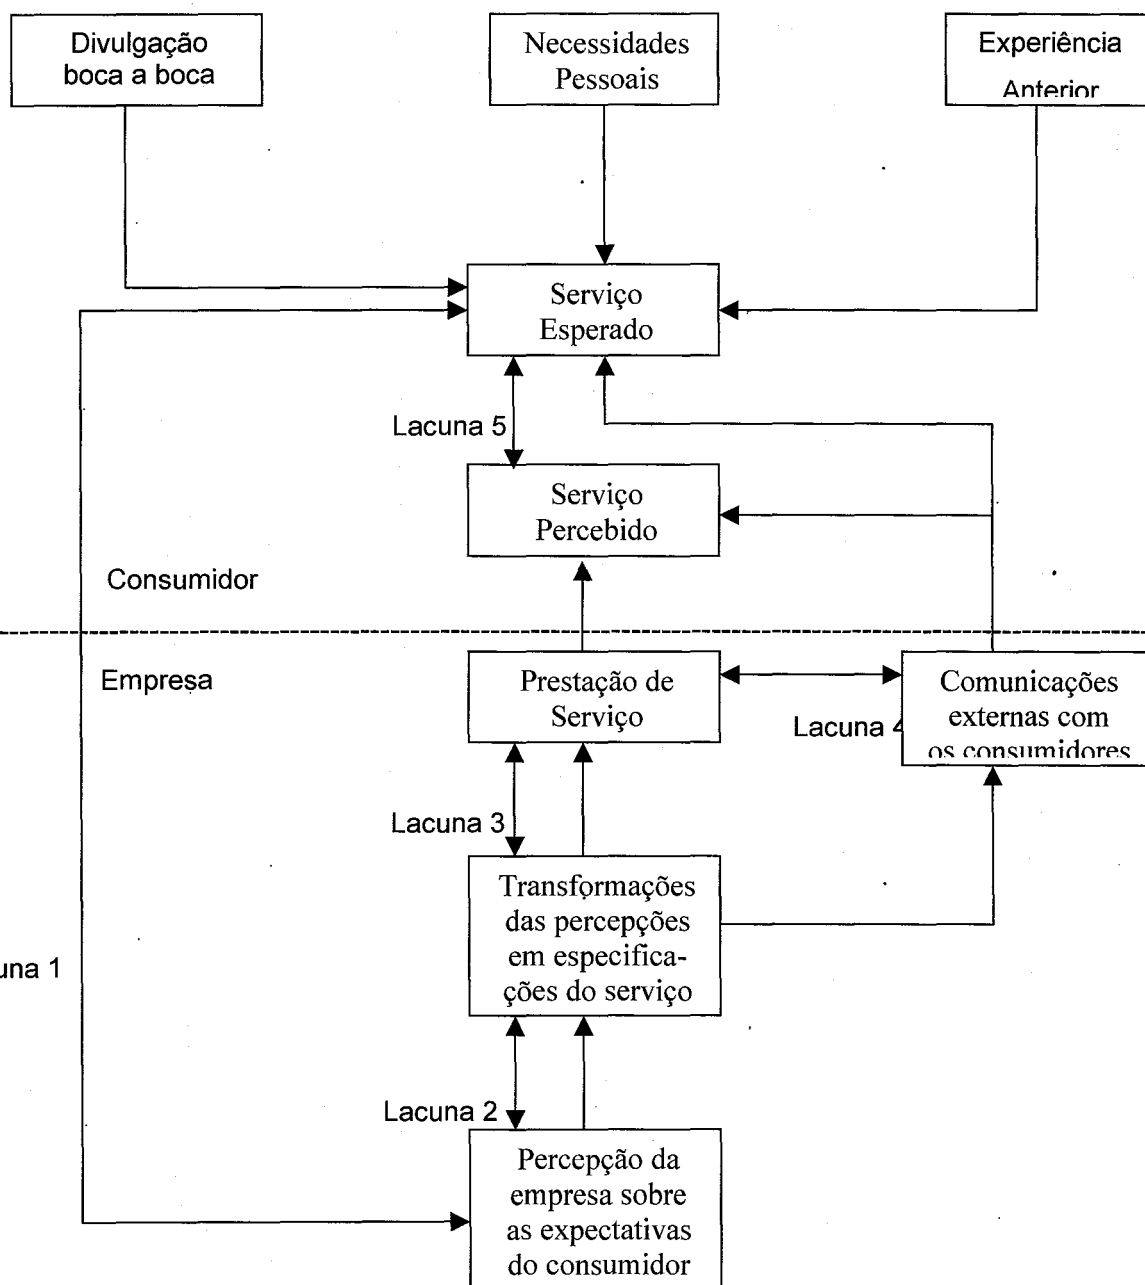 Divulgação
boca a boca
Necessidades
Pessoais
Experiência
Anterior
Serviço
Esperado
Lacuna 5
Serviço
Percebido
Consumidor
Empresa
Prestação de
Serviço
Lacuna 4
Comunicações
externas com
os consumidores
Lacuna 3
Transformações
das percepções
em especifica-
ções do serviço
una 1
Lacuna 2
Percepção da
empresa sobre
as expectativas
do consumidor